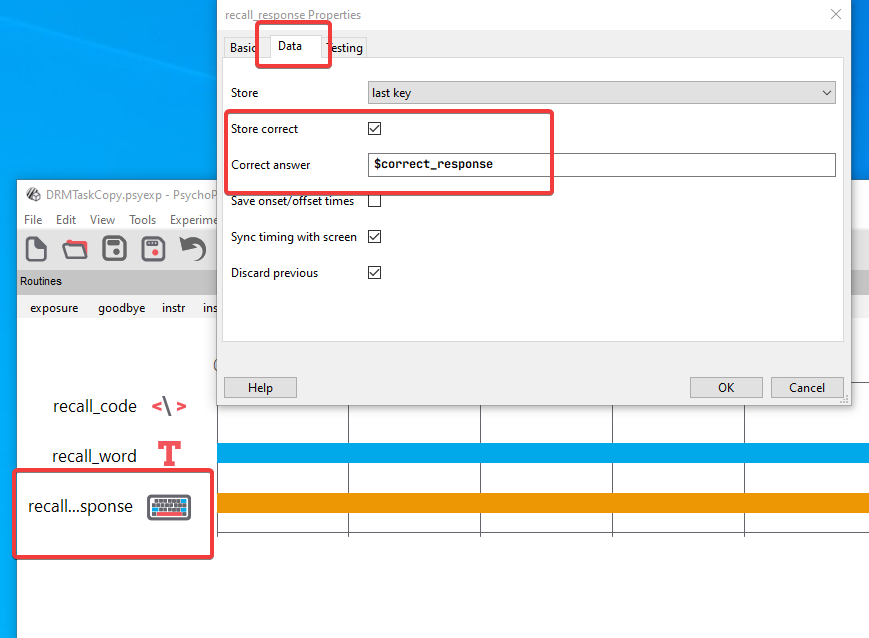 recall_response Properties
Basic
Data
Testing
Store
last key
Store correct
Correct answer
$correct_response
Save onset/offset times
Sync timing with screen
Discard previous
Help
OK
Cancel
DRMTaskCopy.psyexp - PsychoP
File
Edit
View
Tools
Experime
Routines
exposure
goodbye
instr
ins
recall_code
recall_word
recall...sponse